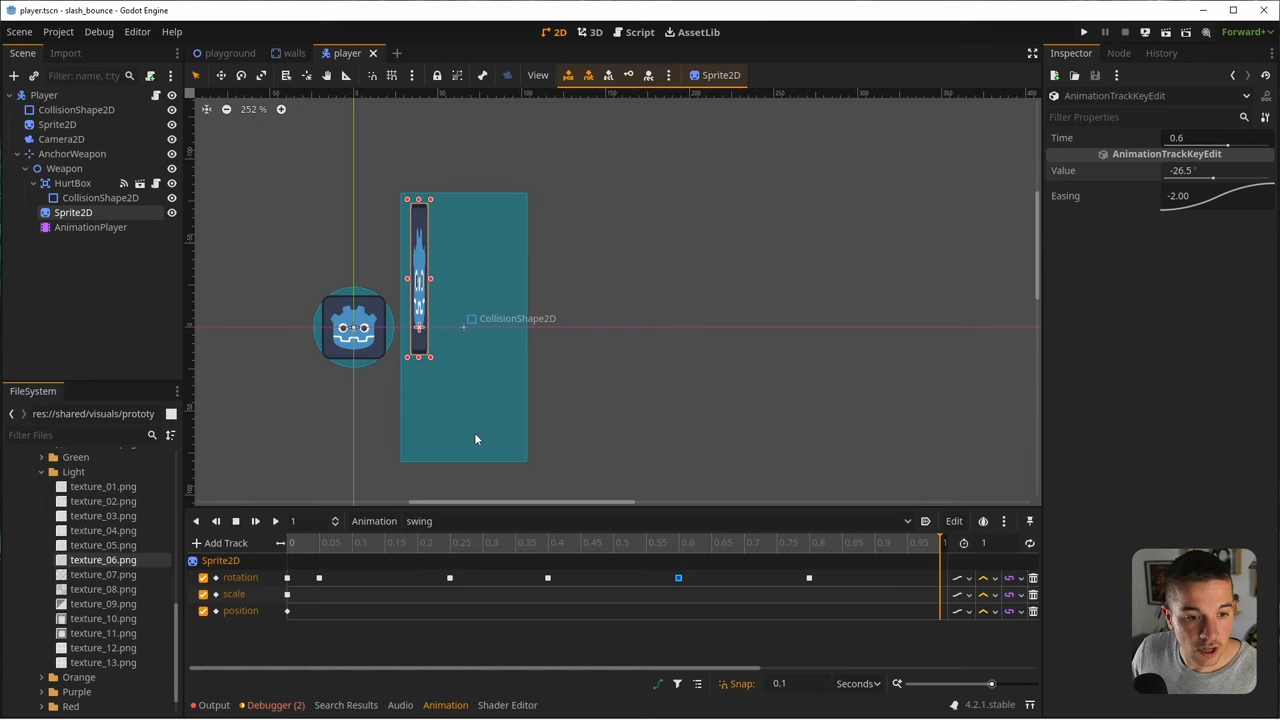 player.tscn - slash_bounce - Godot Engine
Scene Project Debug Editor Help
2D 3D Script AssetLib
Forward+
Scene Import
playground walls player
Inspector Node History
Filter: name, t:ty
View
Sprite2D
Player
CollisionShape2D
Sprite2D
Camera2D
AnchorWeapon
Weapon
HurtBox
CollisionShape2D
Sprite2D
AnimationPlayer
252 %
CollisionShape2D
AnimationTrackKeyEdit
Filter Properties
Time 0.6
AnimationTrackKeyEdit
Value -26.5°
Easing -2.00
FileSystem
res://shared/visuals/prototy
Filter Files
Green
Light
texture_01.png
texture_02.png
texture_03.png
texture_04.png
texture_05.png
texture_06.png
texture_07.png
texture_08.png
texture_09.png
texture_10.png
texture_11.png
texture_12.png
texture_13.png
Orange
Purple
Red
1 Animation swing Edit
Add Track 0 0.05 0.1 0.15 0.2 0.25 0.3 0.35 0.4 0.45 0.5 0.55 0.6 0.65 0.7 0.75 0.8 0.85 0.9 0.95 1 1
Sprite2D
rotation
scale
position
Snap: 0.1 Seconds
Output Debugger (2) Search Results Audio Animation Shader Editor 4.2.1.stable